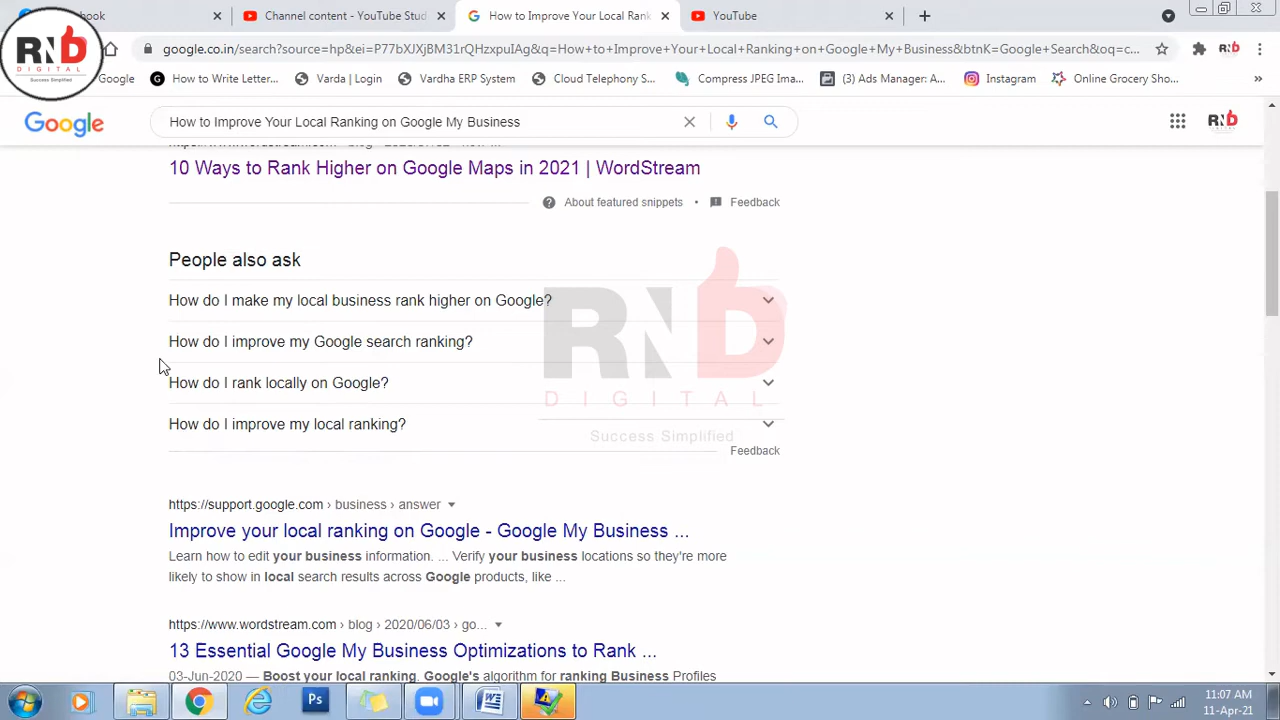 RND
DIGITAL
Success Simplified
Channel content - YouTube Stud
How to Improve Your Local Rank
YouTube
google.co.in/search?source=hp&ei=P77bXJXjBM31rQHzxpuIAg&q=How+to+Improve+Your+Local+Ranking+on+Google+My+Business&btnK=Google+Search&oq=c...
RND
Google
How to Write Letter...
| Login
Vardha ERP Sy...
Cloud Telephony S...
(3) Ads Manager...
Instagram
Online Grocery Sho...
»
Google
How to Improve Your Local Ranking on Google My Business
RND
10 Ways to Rank Higher on Google Maps in 2021 | WordStream
About featured snippets • Feedback
People also ask
How do I make my local business rank higher on Google?
How do I improve my Google search ranking?
How do I rank locally on Google?
How do I improve my local ranking?
RND
DIGITAL
Success Simplified
Feedback
https://support.google.com › business › answer
Improve your local ranking on Google - Google My Business ...
Learn how to edit your business information. ... Verify your business locations so they're more
likely to show in local search results across Google products, like ...
https://www.wordstream.com › blog › 2020/06/03 › go...
13 Essential Google My Business Optimizations to Rank ...
03-Jun-2020 — Boost your local ranking. Google's algorithm for ranking Business Profiles
Ps
W
11:07 AM
11-Apr-21